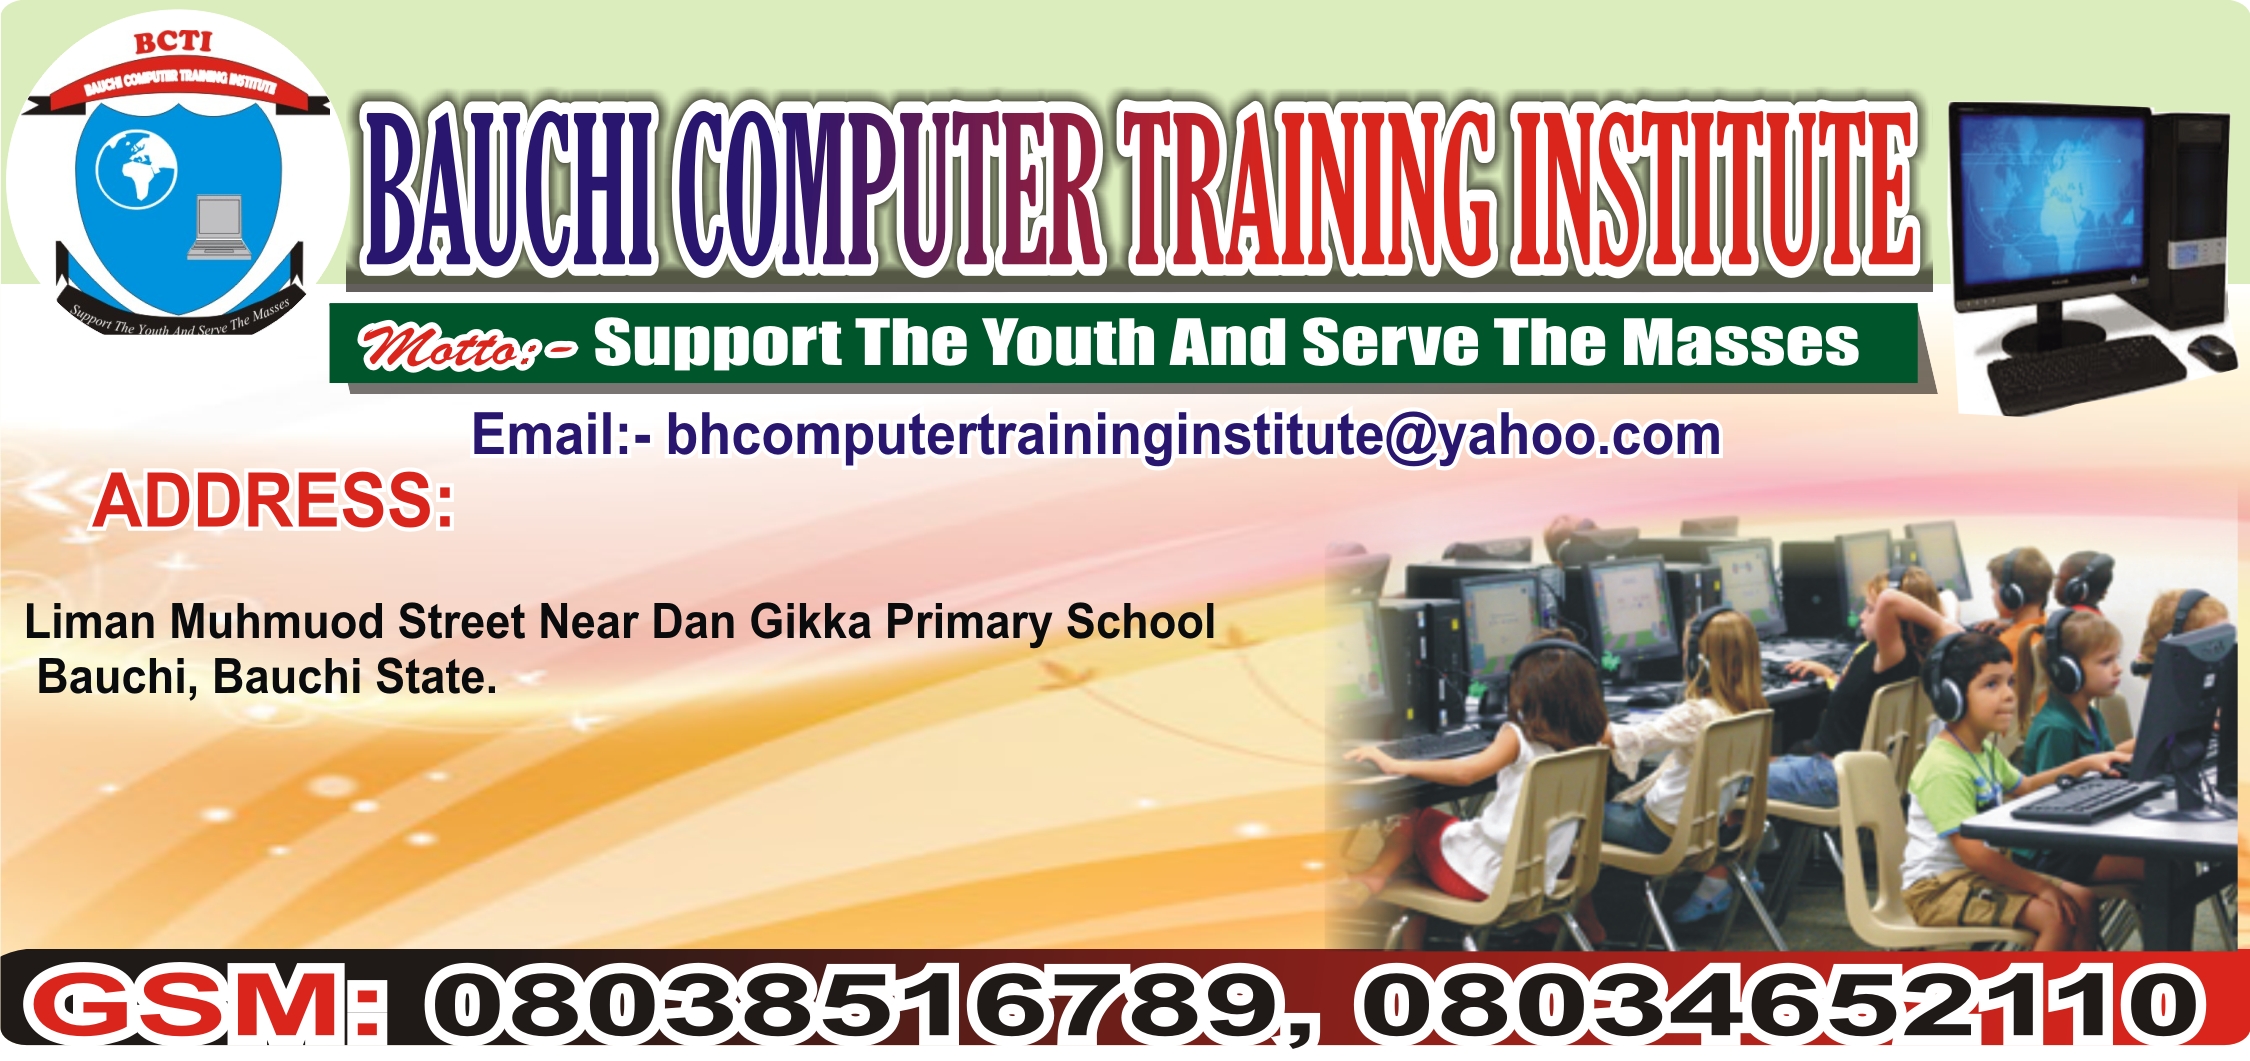 BCTI
BAUCHI COMPUTER TRAINING INSTITUTE
Support The Youth And Serve The Masses
BAUCHI COMPUTER TRAINING INSTITUTE
Motto:- Support The Youth And Serve The Masses
Email:- bhcomputertraininginstitute@yahoo.com
ADDRESS:
Liman Muhmuod Street Near Dan Gikka Primary School
Bauchi, Bauchi State.
GSM: 08038516789, 08034652110